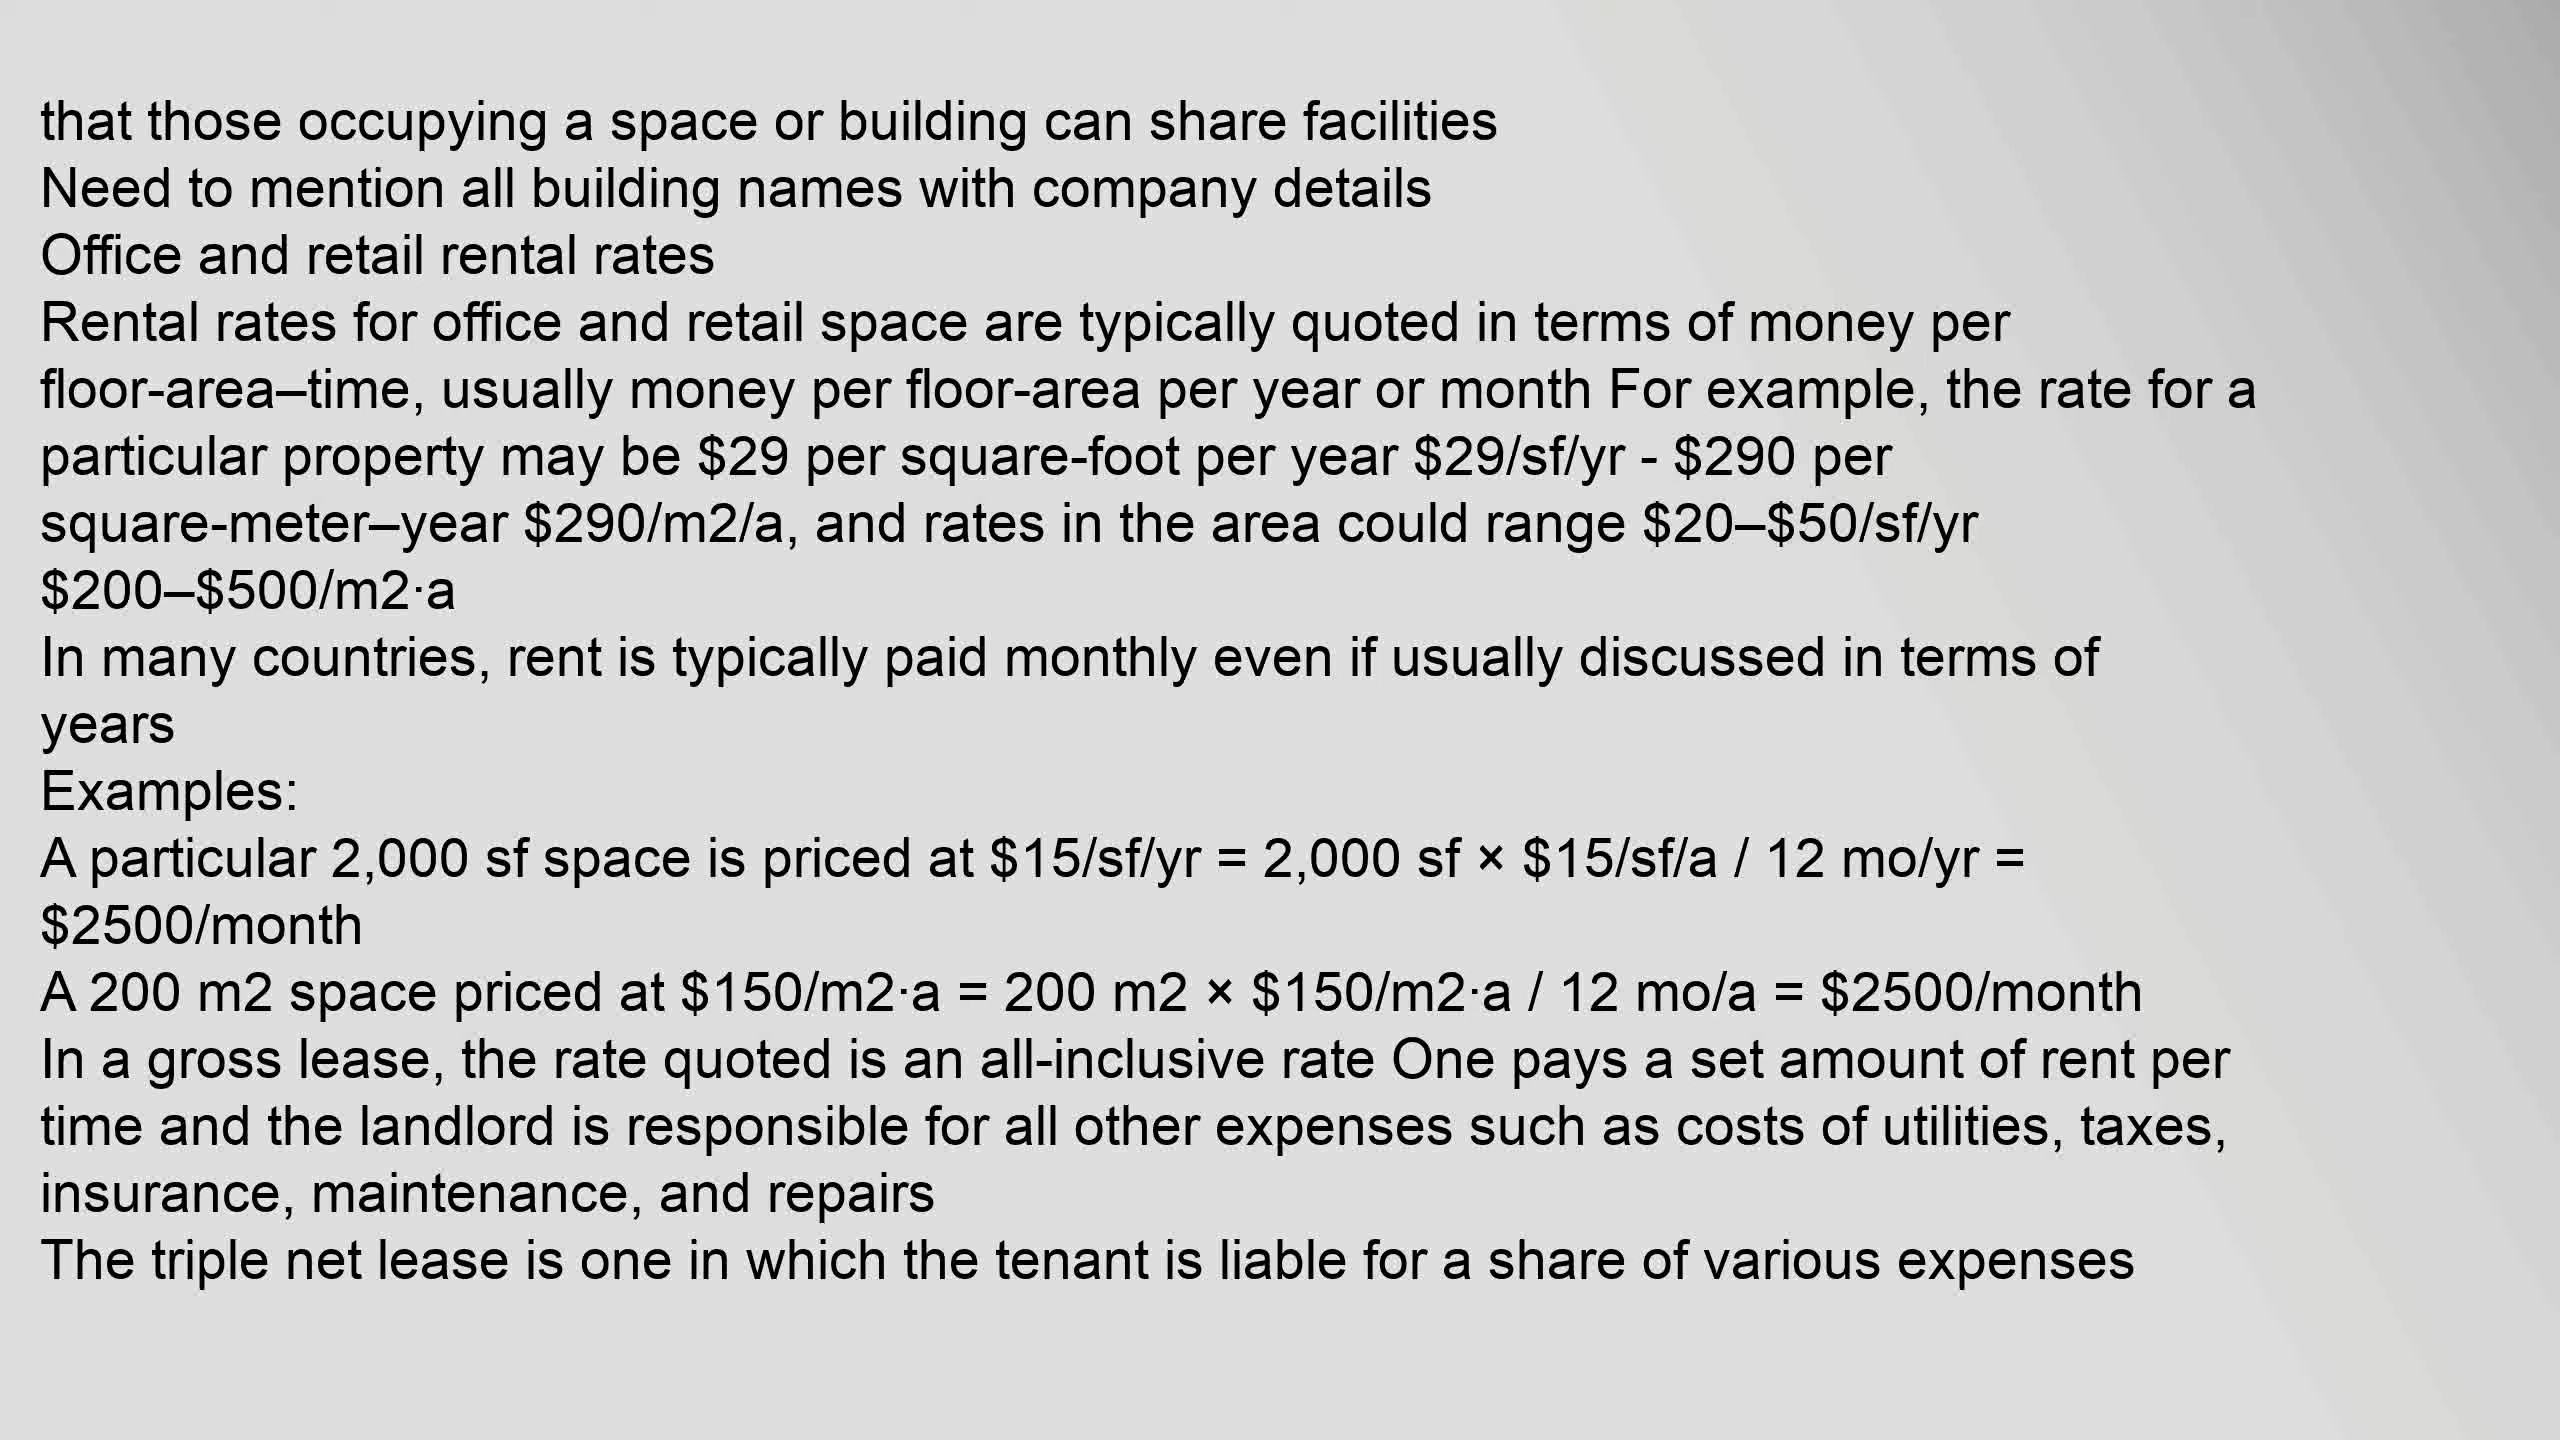 that those occupying a space or building can share facilities
Need to mention all building names with company details
Office and retail rental rates
Rental rates for office and retail space are typically quoted in terms of money per
floor-area–time, usually money per floor-area per year or month For example, the rate for a
particular property may be $29 per square-foot per year $29/sf/yr - $290 per
square-meter–year $290/m2/a, and rates in the area could range $20–$50/sf/yr
$200–$500/m2·a
In many countries, rent is typically paid monthly even if usually discussed in terms of
years
Examples:
A particular 2,000 sf space is priced at $15/sf/yr = 2,000 sf × $15/sf/a / 12 mo/yr =
$2500/month
A 200 m2 space priced at $150/m2·a = 200 m2 × $150/m2·a / 12 mo/a = $2500/month
In a gross lease, the rate quoted is an all-inclusive rate One pays a set amount of rent per
time and the landlord is responsible for all other expenses such as costs of utilities, taxes,
insurance, maintenance, and repairs
The triple net lease is one in which the tenant is liable for a share of various expenses